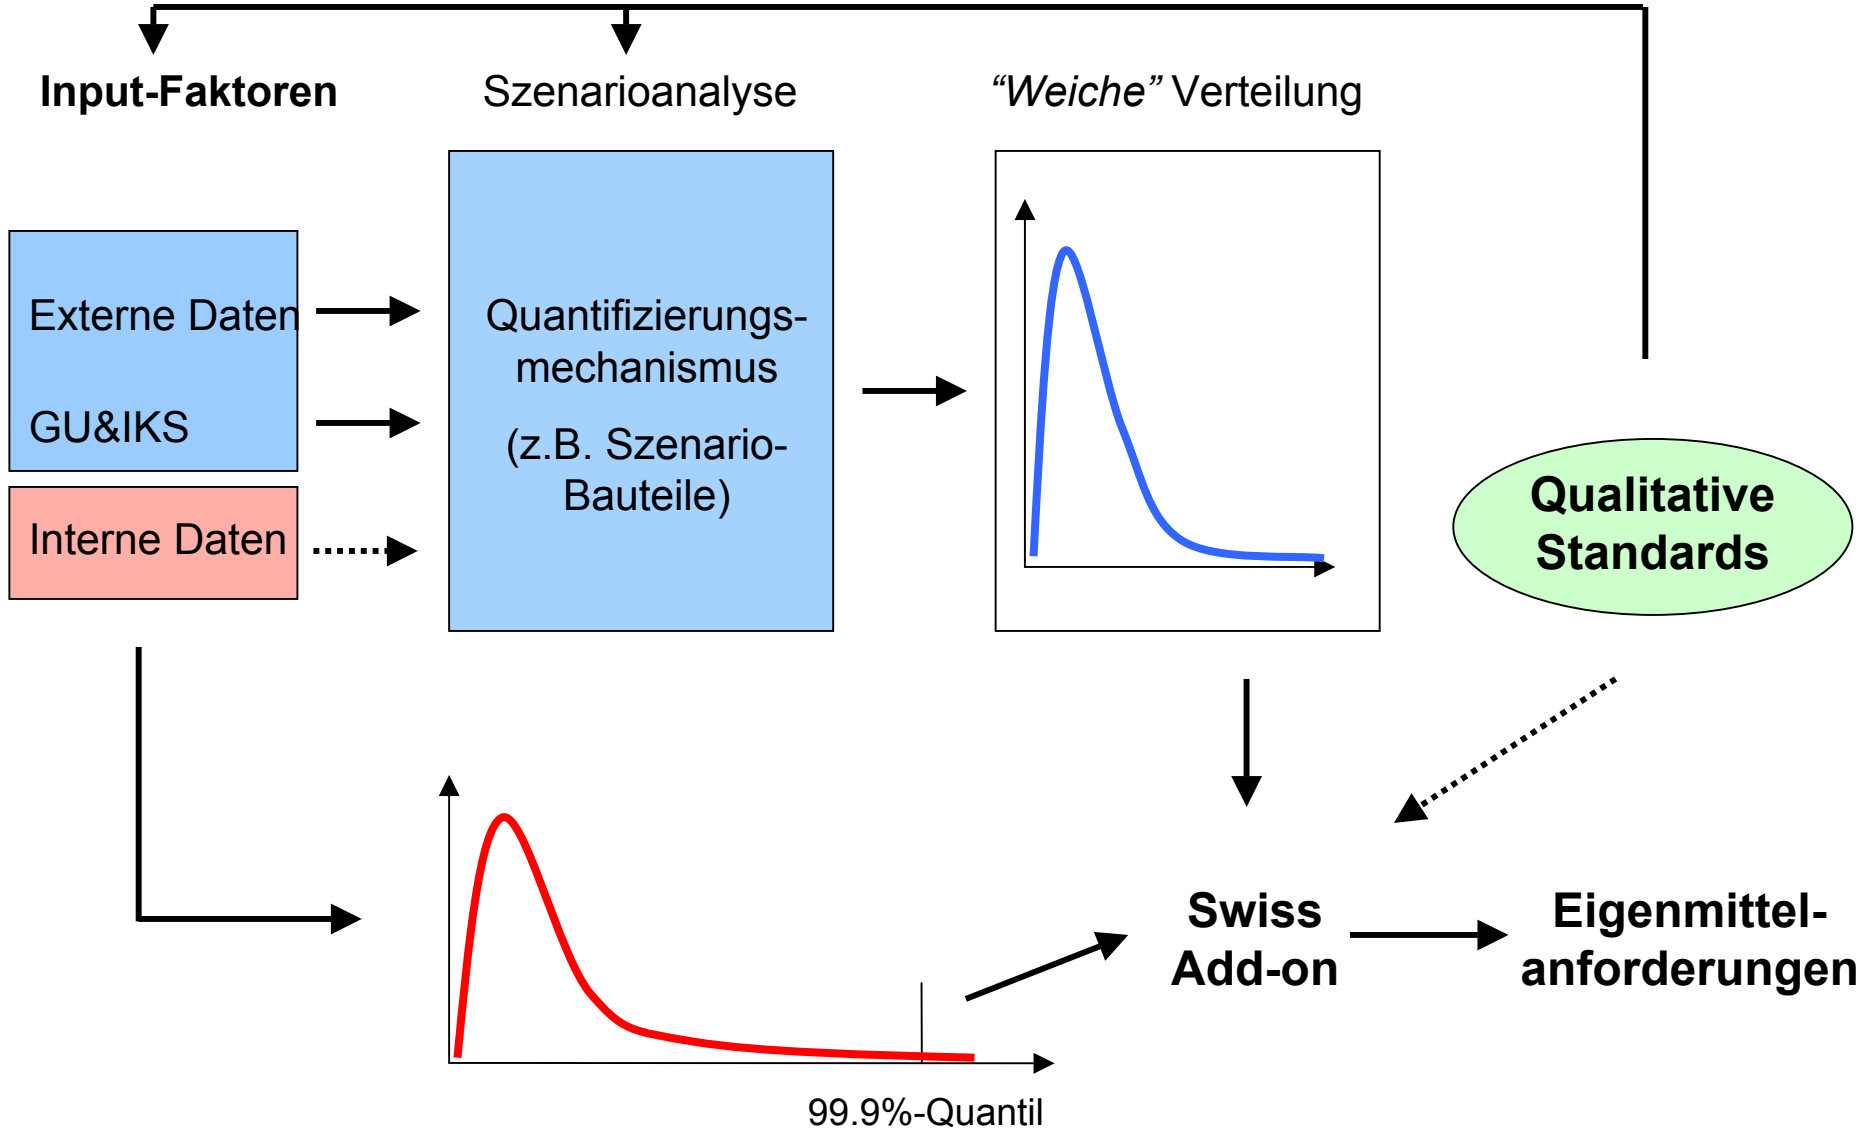 Input-Faktoren
Szenarioanalyse
“Weiche” Verteilung
Externe Daten
GU&IKS
Interne Daten
Quantifizierungs-
mechanismus
(z.B. Szenario-
Bauteile)
Qualitative
Standards
Swiss
Add-on
Eigenmittel-
anforderungen
99.9%-Quantil